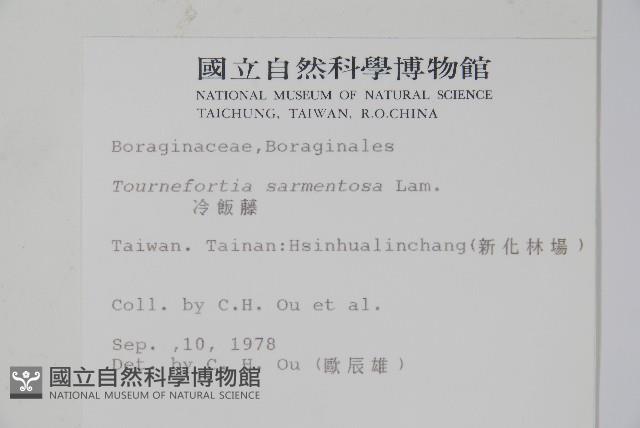 國立自然科學博物館
NATIONAL MUSEUM OF NATURAL SCIENCE
TAICHUNG, TAIWAN, R.O.CHINA
Boraginaceae,Boraginales
Tournefortia sarmentosa Lam.
冷飯藤
Taiwan. Tainan:Hsinhualinchang(新化林場)
Coll. by C.H. Ou et al.
Sep. ,10, 1978
Det. by C. H. Ou (歐辰雄)
國立自然科學博物館
NATIONAL MUSEUM OF NATURAL SCIENCE